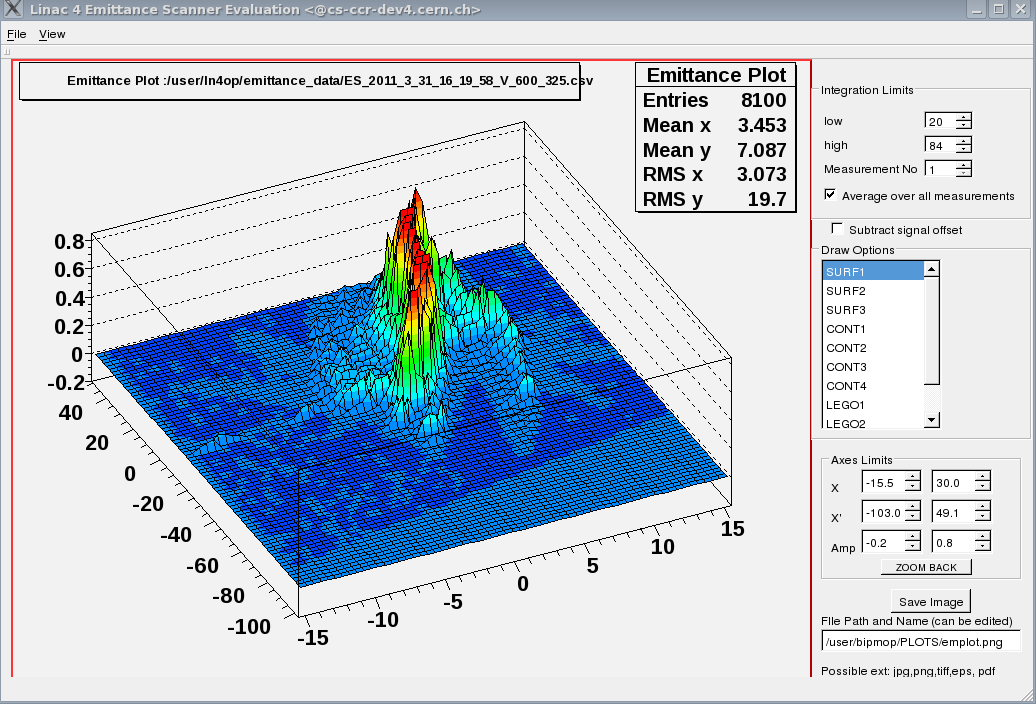 Linac 4 Emittance Scanner Evaluation <@cs-ccr-dev4.cern.ch>
File View
Emittance Plot :/user/ln4op/emittance_data/ES_2011_3_31_16_19_58_V_600_325.csv
Emittance Plot
Entries 8100
Mean x 3.453
Mean y 7.087
RMS x 3.073
RMS y 19.7
0.8
0.6
0.4
0.2
0
-0.2
40
20
0
-20
-40
-60
-80
-100
-15
-10
-5
0
5
10
15
Integration Limits
low 20
high 84
Measurement No 1
Average over all measurements
Subtract signal offset
Draw Options
SURF1
SURF2
SURF3
CONT1
CONT2
CONT3
CONT4
LEGO1
LEGO2
Axes Limits
X -15.5 30.0
X' -103.0 49.1
Amp -0.2 0.8
ZOOM BACK
Save Image
FIle Path and Name (can be edited)
/user/bipmop/PLOTS/emplot.png
Possible ext: jpg,png,tiff,eps, pdf